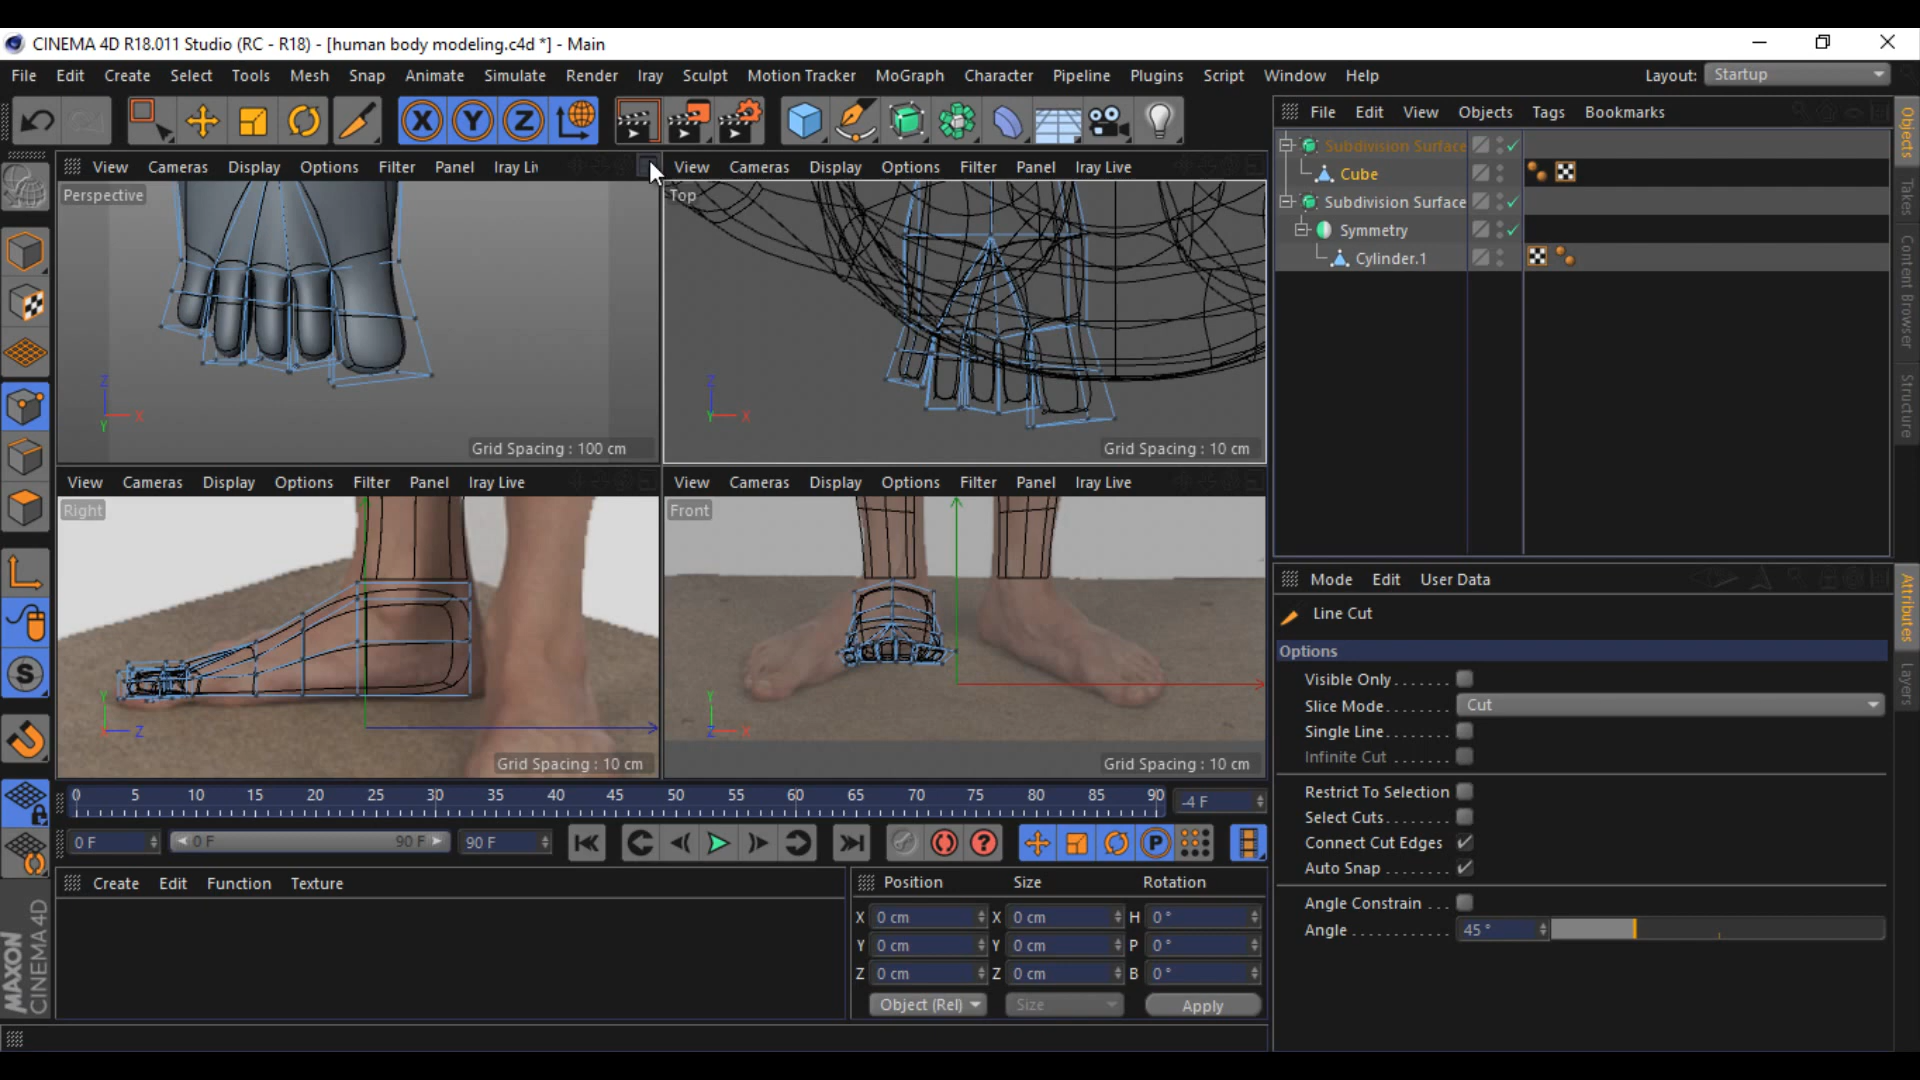 CINEMA 4D R18.011 Studio (RC - R18) - [human body modeling.c4d *] - Main
File Edit Create Select Tools Mesh Snap Animate Simulate Render Iray Sculpt Motion Tracker MoGraph Character Pipeline Plugins Script Window Help Layout: Startup
File Edit View Objects Tags Bookmarks
Subdivision Surface
Cube
Subdivision Surface
Symmetry
Cylinder.1
Objects
Takes
Content Browser
Structure
View Cameras Display Options Filter Panel Iray Li
Perspective
X
Y
Z
Grid Spacing : 100 cm
View Cameras Display Options Filter Panel Iray Live
Top
Z
Y X
Grid Spacing : 10 cm
View Cameras Display Options Filter Panel Iray Live
Right
Y
X Z
Grid Spacing : 10 cm
View Cameras Display Options Filter Panel Iray Live
Front
Y
Z X
Grid Spacing : 10 cm
Mode Edit User Data
Line Cut
Options
Visible Only
Slice Mode Cut
Single Line
Infinite Cut
Restrict To Selection
Select Cuts
Connect Cut Edges
Auto Snap
Angle Constrain
Angle 45 °
Attributes
Layers
0 5 10 15 20 25 30 35 40 45 50 55 60 65 70 75 80 85 90 -4 F
0 F 0 F 90 F 90 F
Create Edit Function Texture
Position Size Rotation
X 0 cm X 0 cm H 0 °
Y 0 cm Y 0 cm P 0 °
Z 0 cm Z 0 cm B 0 °
Object (Rel) Size Apply
MAXON
CINEMA 4D